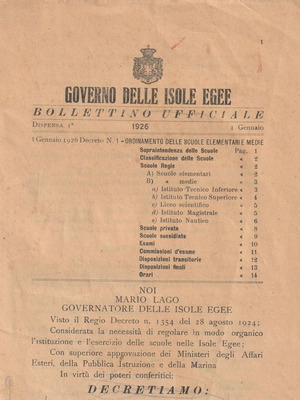 1
GOVERNO DELLE ISOLE EGEE
BOLLETTINO UFFICIALE
DISPENSA 1ª 1926 1 Gennaio
1 Gennaio 1926 Decreto N. 1 - ORDINAMENTO DELLE SCUOLE ELEMENTARI E MEDIE
Sopraintendenza delle Scuole Pag. 1
Classificazione delle Scuole « 2
Scuole Regie « 2
A) Scuole elementari « 2
B) « medie « 3
a) Istituto Tecnico Inferiore « 3
b) Istituto Tecnico Superiore « 4
c) Liceo scientifico « 5
d) Istituto Magistrale « 5
e) Istituto Nautico « 6
Scuole private « 8
Scuole sussidiate « 9
Esami « 10
Commissioni d'esame « 11
Disposizioni transitorie « 12
Disposizioni finali « 13
Orari « 14
NOI
MARIO LAGO
GOVERNATORE DELLE ISOLE EGEE
Visto il Regio Decreto n. 1354 del 28 agosto 1924;
Considerata la necessità di regolare in modo organico
l'istituzione e l'esercizio delle scuole nelle Isole Egee;
Con superiore approvazione dei Ministeri degli Affari
Esteri, della Pubblica Istruzione e della Marina
In virtù dei poteri conferitici:
DECRETIAMO: